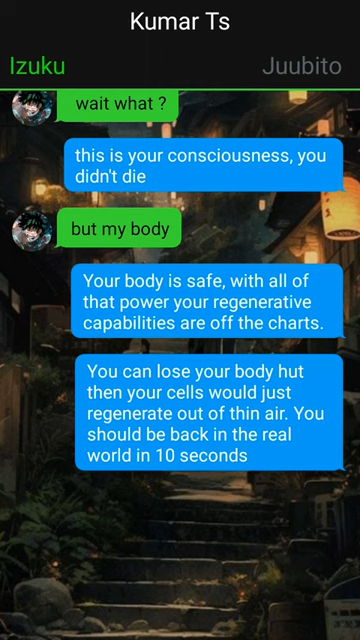 Kumar Ts
Izuku
Juubito
wait what ?
this is your consciousness, you
didn't die
but my body
Your body is safe, with all of
that power your regenerative
capabilities are off the charts.
You can lose your body hut
then your cells would just
regenerate out of thin air. You
should be back in the real
world in 10 seconds